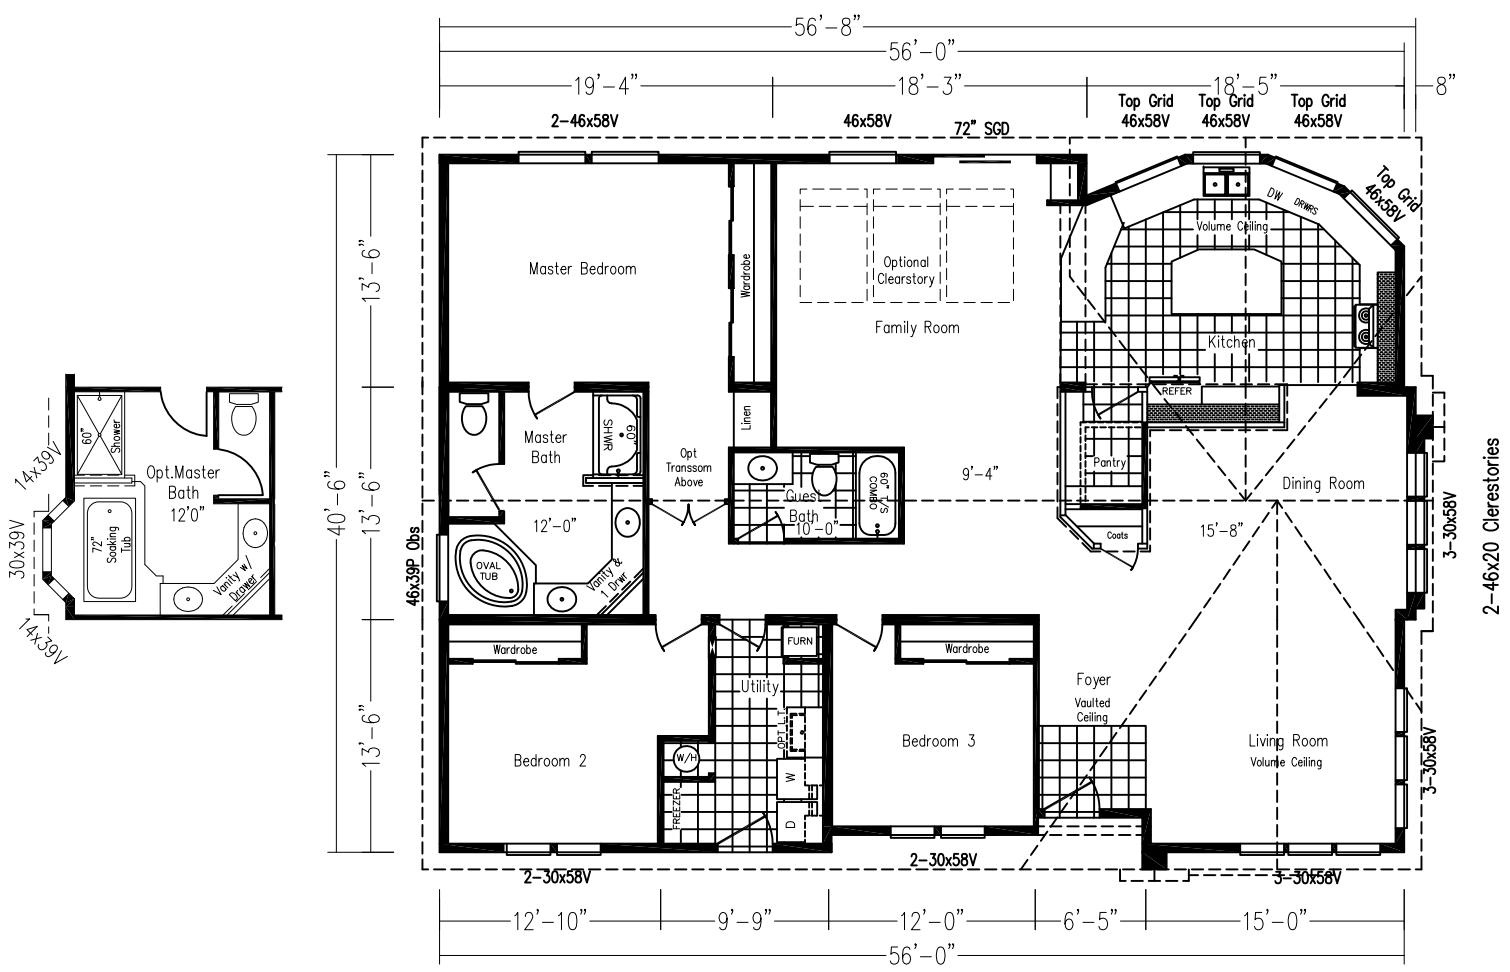 56'-8"
56'-0"
19'-4"
18'-3"
18'-5"
8"
Top Grid
46x58V
Top Grid
46x58V
Top Grid
46x58V
2-46x58V
46x58V
72" SGD
Top Grid
46x58V
DW
DRWRS
Volume Ceiling
Master Bedroom
Wardrobe
Optional
Clearstory
Family Room
Kitchen
13'-6"
40'-6"
13'-6"
13'-6"
REFER
Linen
Master
Bath
60"
SHWR
Opt
Transsom
Above
Guest
Bath
10'-0"
60" T/S
COMBO
9'-4"
Pantry
Coats
Dining Room
15'-8"
3-30x58V
2-46x20 Clerestories
12'-0"
OVAL
TUB
Vanity &
1 Drwr
46x39P Obs
60"
Shower
Opt.Master
Bath
12'0"
72"
Soaking
Tub
Vanity w/
Drawer
14x39V
30x39V
14x39V
Wardrobe
FURN
Wardrobe
Utility
OPT L.T.
Foyer
Vaulted
Ceiling
Bedroom 2
Bedroom 3
Living Room
Volume Ceiling
3-30x58V
W/H
FREEZER
W
D
2-30x58V
2-30x58V
3-30x58V
12'-10"
9'-9"
12'-0"
6'-5"
15'-0"
56'-0"